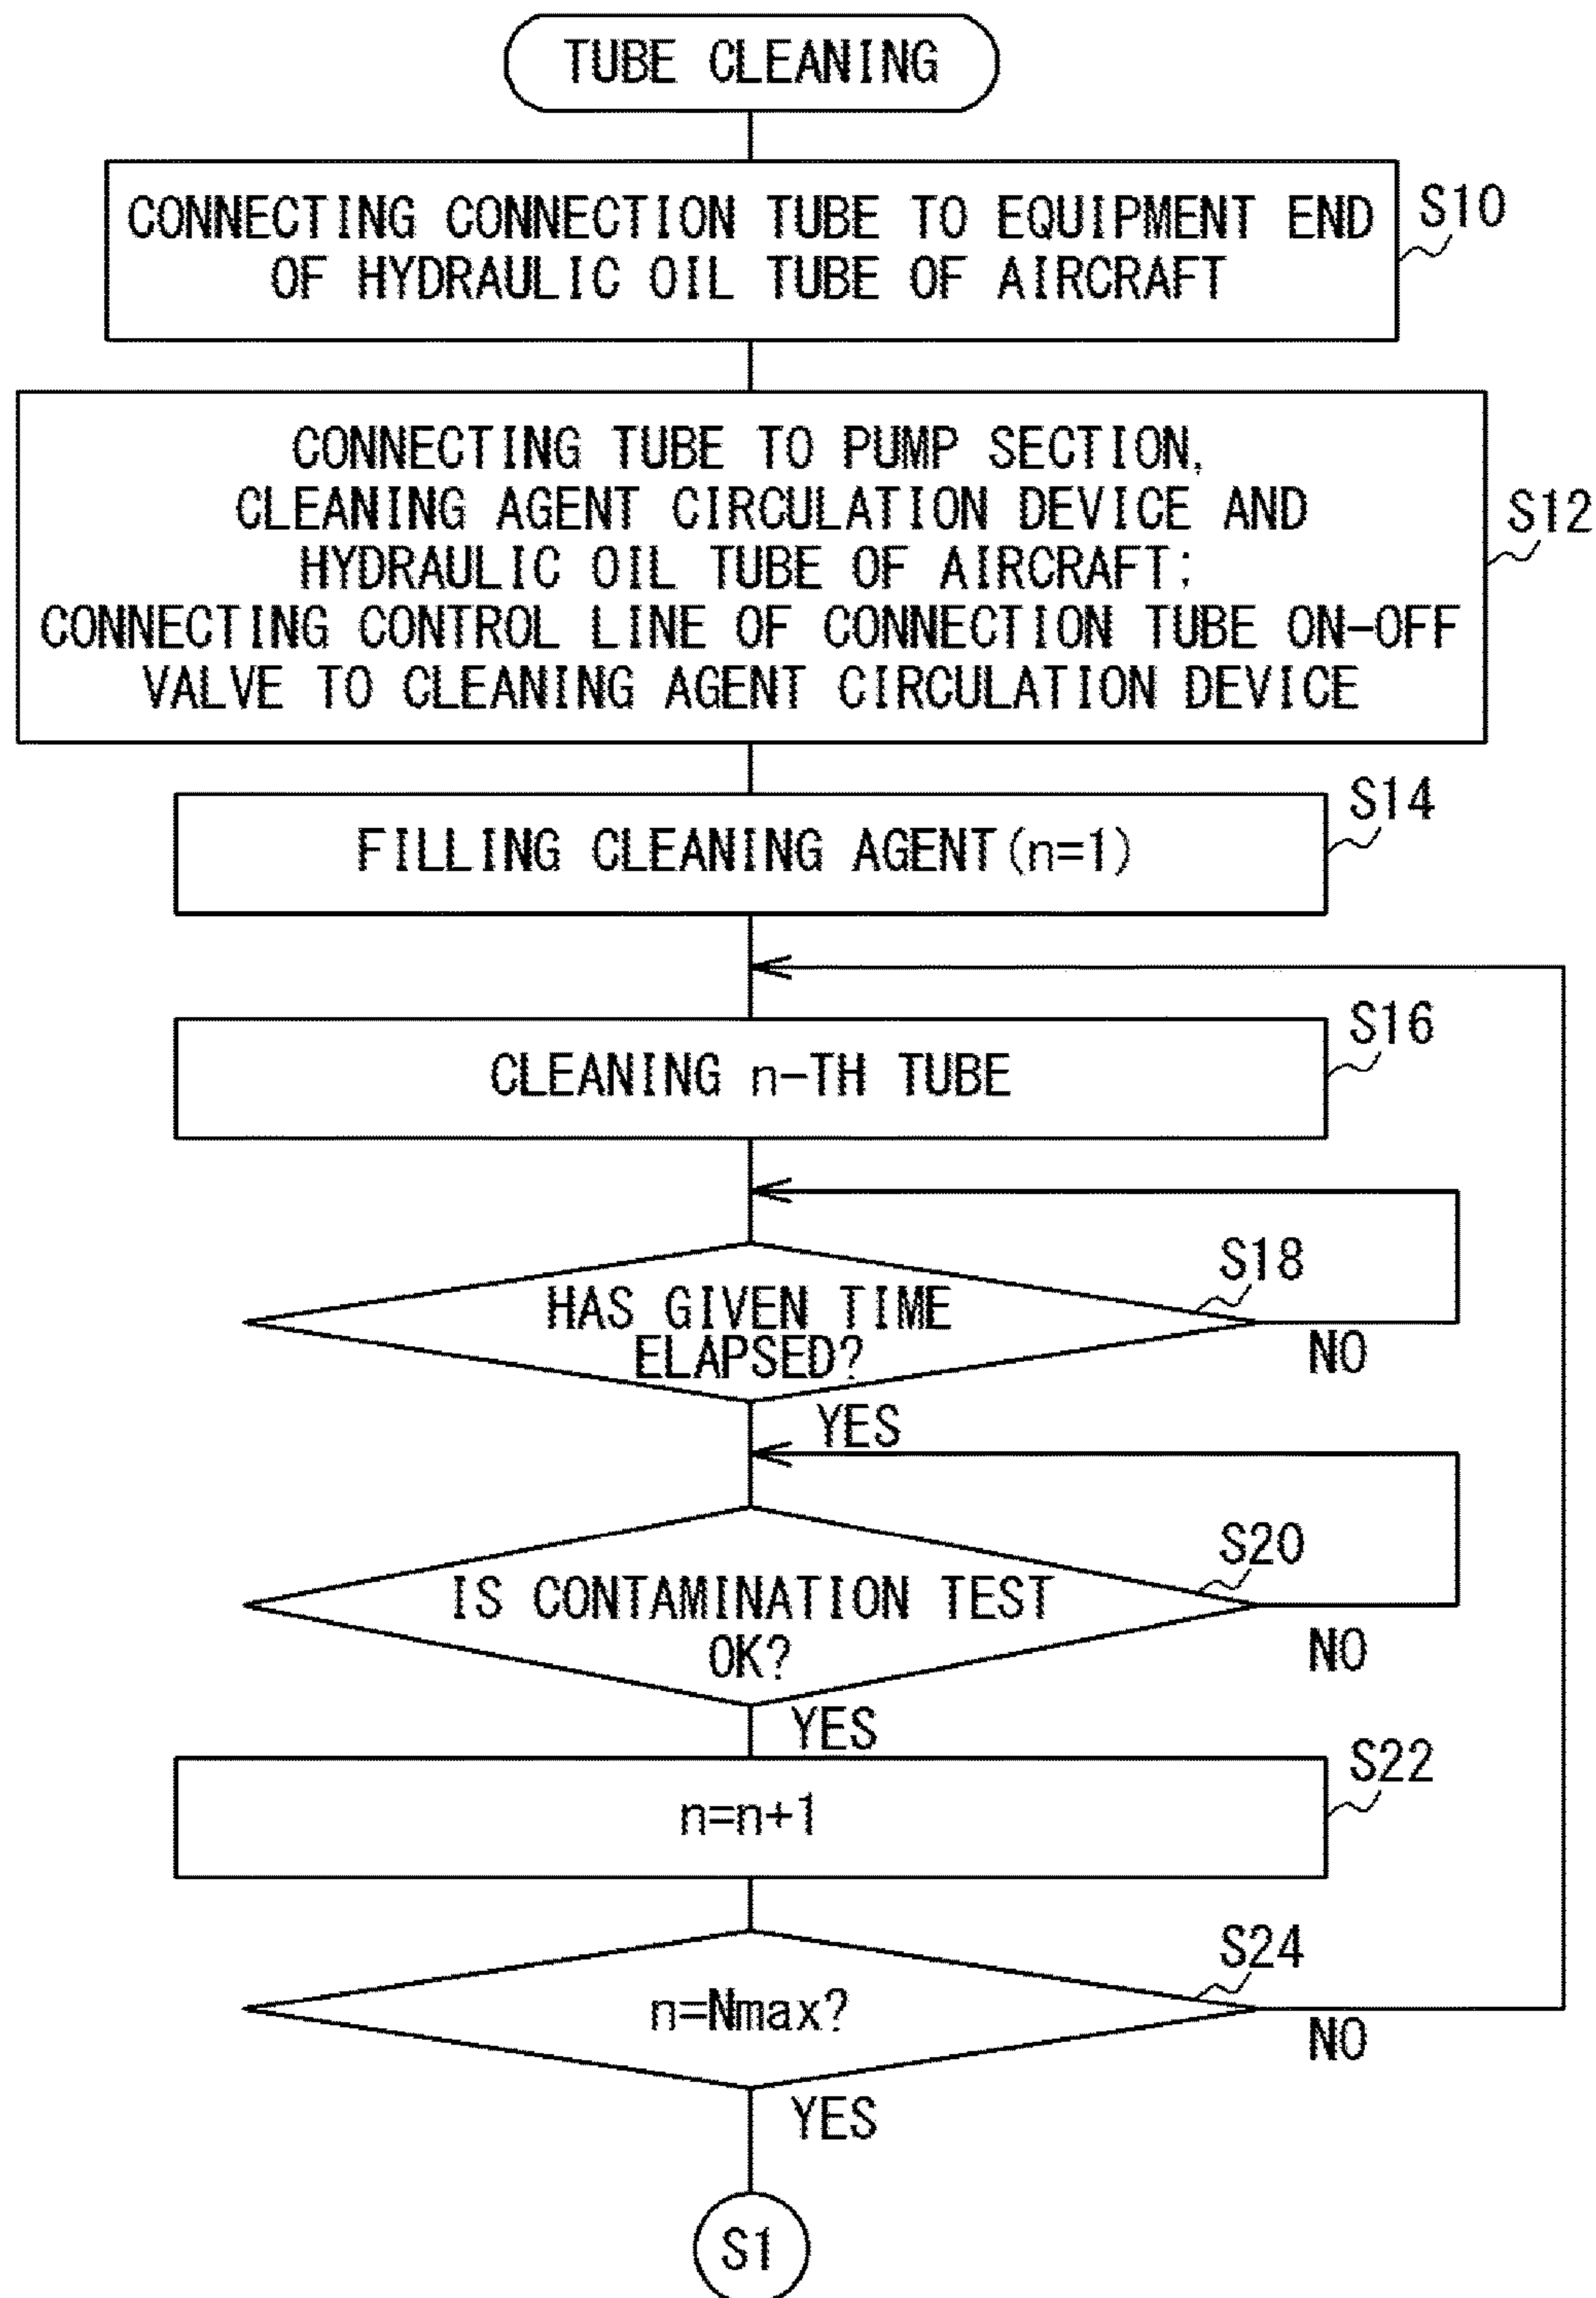 TUBE CLEANING
CONNECTING CONNECTION TUBE TO EQUIPMENT END
OF HYDRAULIC OIL TUBE OF AIRCRAFT
S10
CONNECTING TUBE TO PUMP SECTION,
CLEANING AGENT CIRCULATION DEVICE AND
HYDRAULIC OIL TUBE OF AIRCRAFT;
CONNECTING CONTROL LINE OF CONNECTION TUBE ON-OFF
VALVE TO CLEANING AGENT CIRCULATION DEVICE
S12
FILLING CLEANING AGENT(n=1)
S14
CLEANING n-TH TUBE
S16
HAS GIVEN TIME
ELAPSED?
S18
NO
YES
IS CONTAMINATION TEST
OK?
S20
NO
YES
n=n+1
S22
n=Nmax?
S24
NO
YES
S1